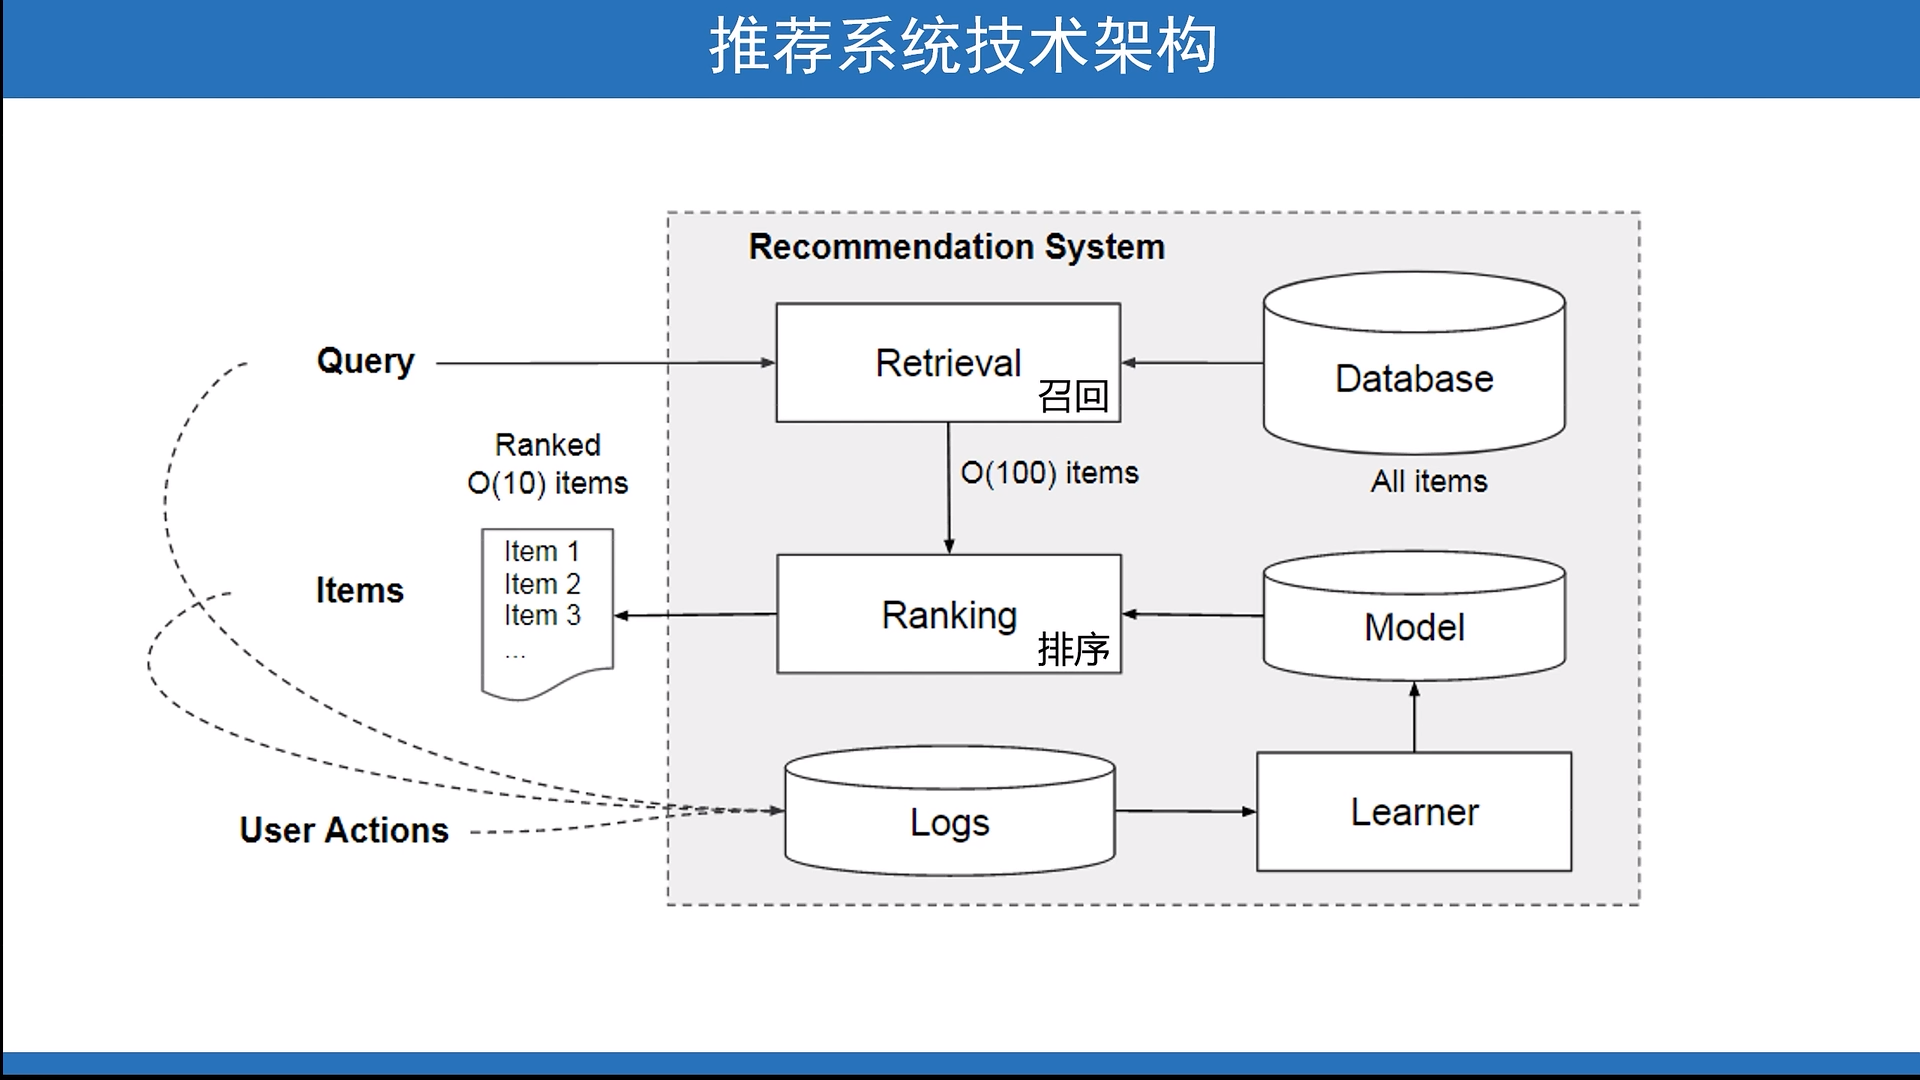 推荐系统技术架构
Recommendation System
Query
Retrieval
召回
Database
Ranked
O(10) items
O(100) items
All items
Items
Item 1
Item 2
Item 3
...
Ranking
排序
Model
User Actions
Logs
Learner